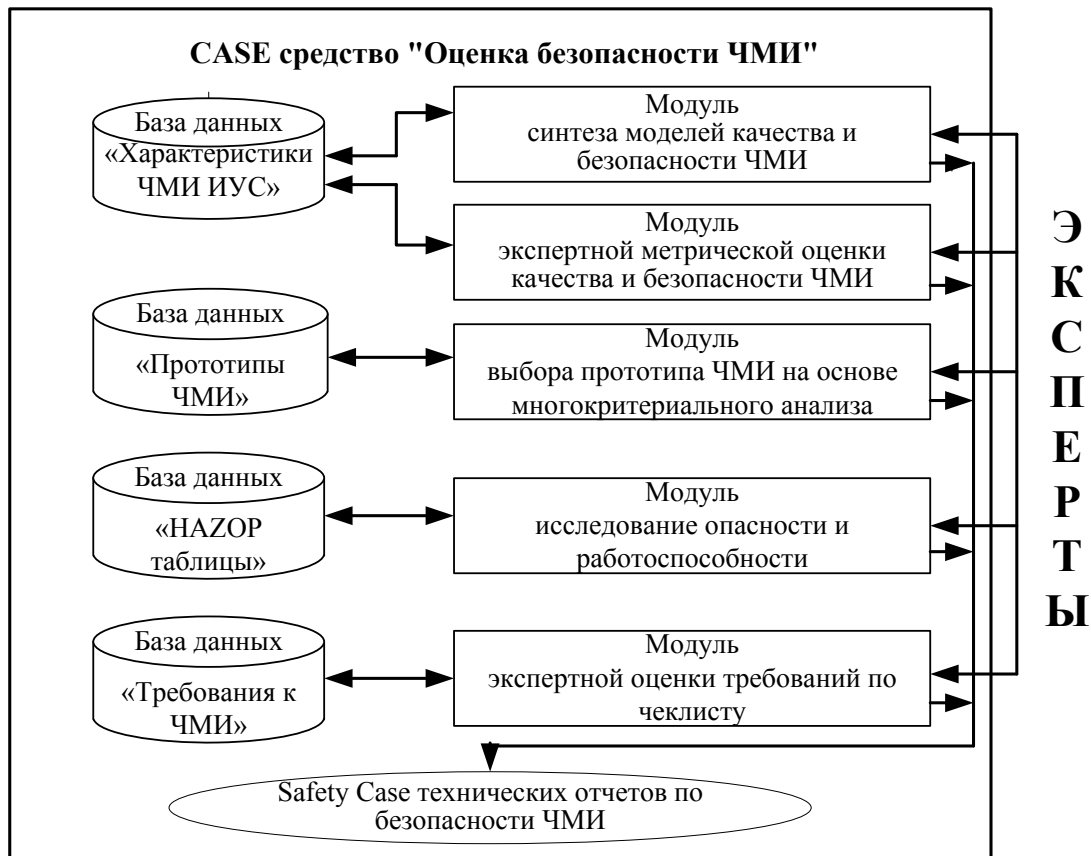 CASE средство "Оценка безопасности ЧМИ"
База данных
«Характеристики
ЧМИ ИУС»
Модуль
синтеза моделей качества и
безопасности ЧМИ
Модуль
экспертной метрической оценки
качества и безопасности ЧМИ
База данных
«Прототипы
ЧМИ»
Модуль
выбора прототипа ЧМИ на основе
многокритериального анализа
База данных
«HAZOP
таблицы»
Модуль
исследование опасности и
работоспособности
База данных
«Требования к
ЧМИ»
Модуль
экспертной оценки требований по
чеклисту
Safety Case технических отчетов по
безопасности ЧМИ
ЭКСПЕРТЫ